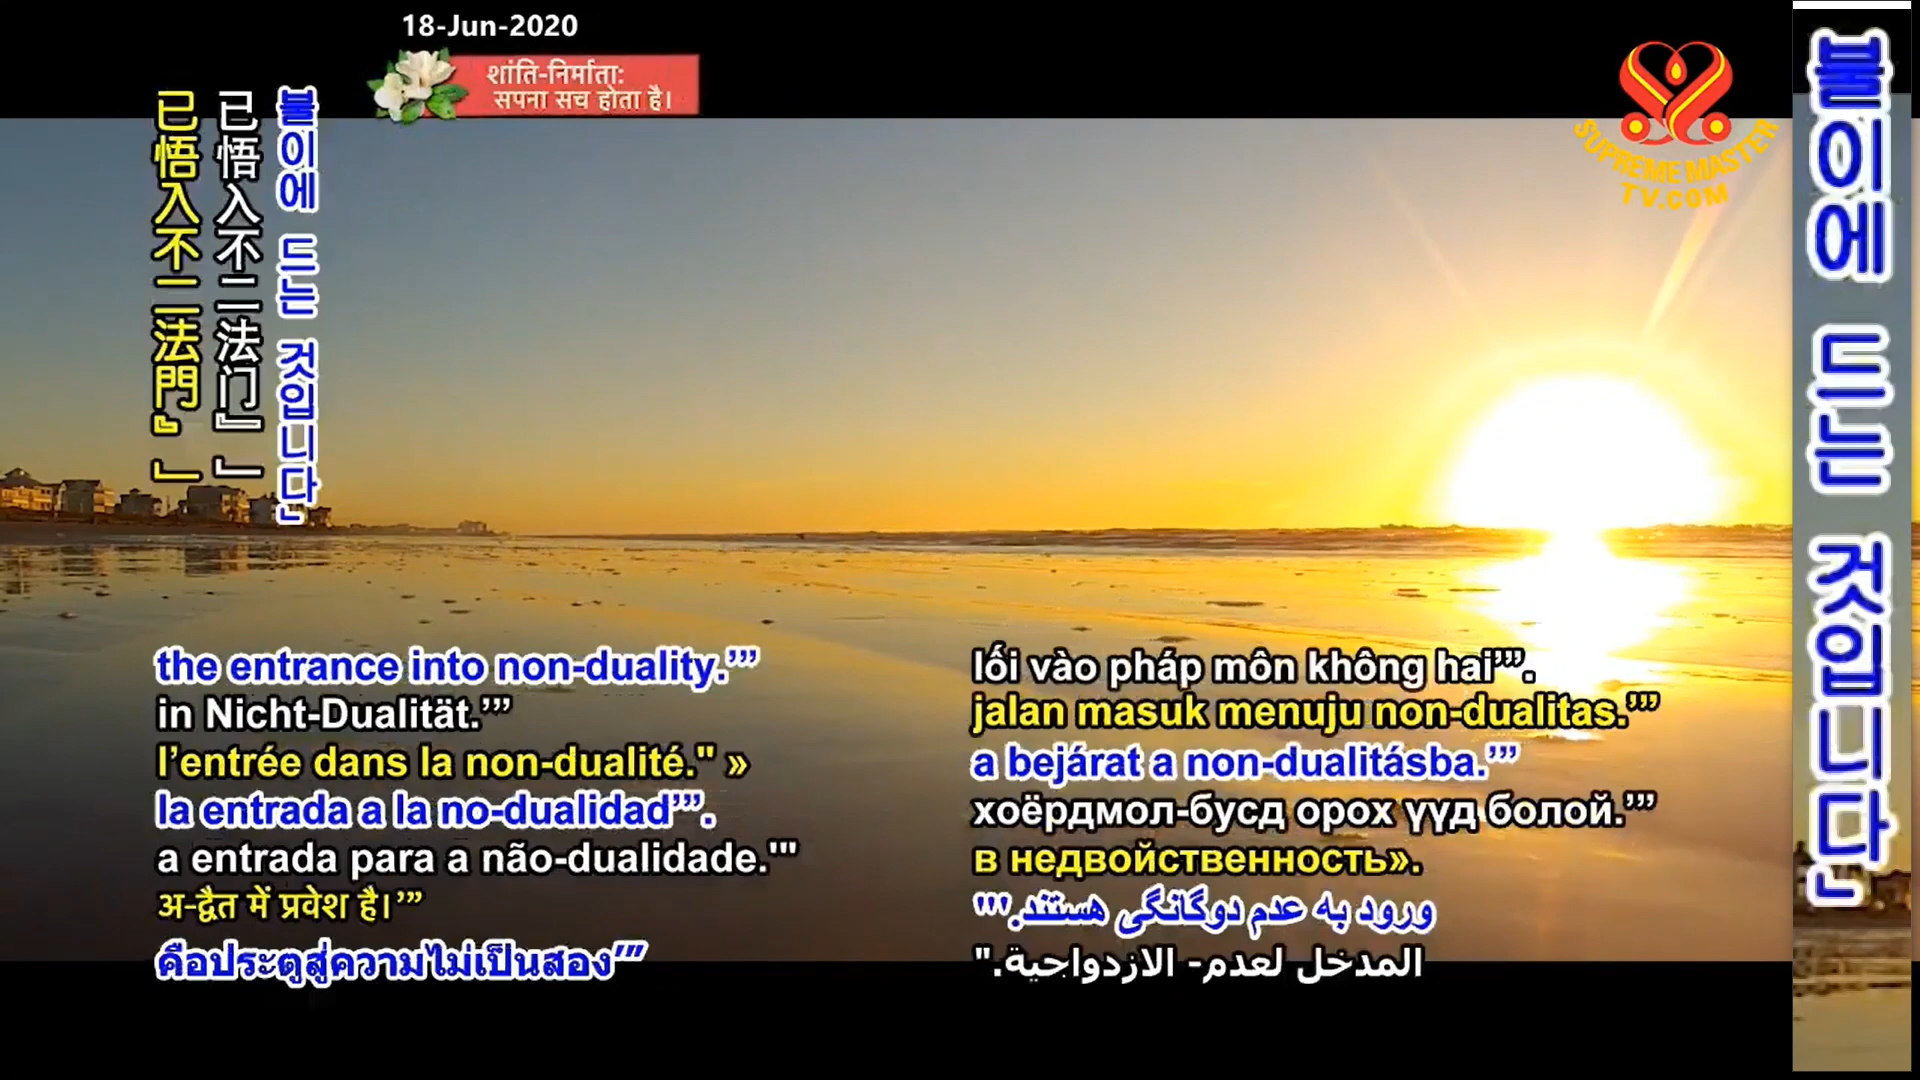 18-Jun-2020
शांति-निर्माता:
सपना सच होता है।
SUPREME MASTER
TV.COM
불이에 드는 것입니다」
已悟入不二法门』」
已悟入不二法門』」
the entrance into non-duality.’”
in Nicht-Dualität.’”
l’entrée dans la non-dualité." »
la entrada a la no-dualidad’”.
a entrada para a não-dualidade.'"
अ-द्वैत में प्रवेश है।’”
คือประตูสู่ความไม่เป็นสอง’”
lối vào pháp môn không hai’”.
jalan masuk menuju non-dualitas.’”
a bejárat a non-dualitásba.’”
хоёрдмол-бусд орох үүд болой.’”
в недвойственность».
ورود به عدم دوگانگی هستند.'"
المدخل لعدم- الازدواجية."
불이에 드는 것입니다」